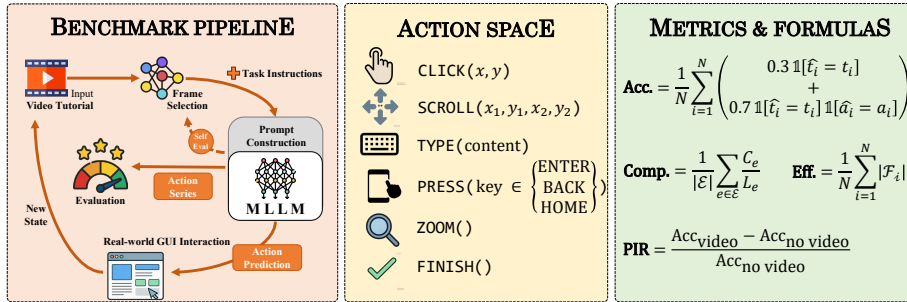 BENCHMARK PIPELINE
Input
Video Tutorial
Frame
Selection
Task Instructions
Self
Eval
Prompt
Construction
MLLM
Action
Series
Evaluation
New
State
Real-world GUI Interaction
Action
Prediction
ACTION SPACE
CLICK(x, y)
SCROLL(x₁, y₁, x₂, y₂)
TYPE(content)
PRESS(key ∈ {ENTER BACK HOME})
ZOOM()
FINISH()
METRICS & FORMULAS
Acc. = 1/N ∑_{i=1}^{N} (0.3 𝟙[t̂_i = t_i] + 0.7 𝟙[t̂_i = t_i] 𝟙[â_i = a_i])
Comp. = 1/|ℰ| ∑_{e∈ℰ} C_e/L_e
Eff. = 1/N ∑_{i=1}^{N} |ℱ_i|
PIR = (Acc_video − Acc_no video)/Acc_no video